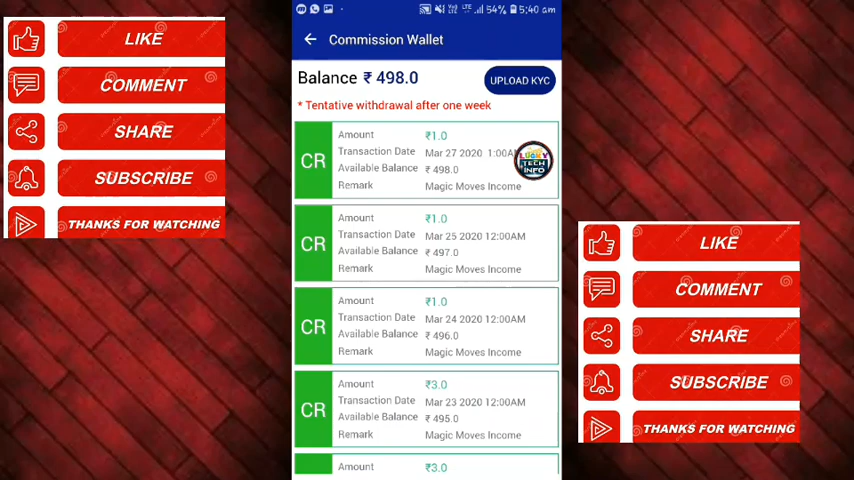 LIKE
COMMENT
SHARE
SUBSCRIBE
THANKS FOR WATCHING
54% 5:40 am
Commission Wallet
Balance ₹ 498.0
UPLOAD KYC
* Tentative withdrawal after one week
CR
Amount ₹1.0
Transaction Date Mar 27 2020 1:00A
Available Balance ₹ 498.0
Remark Magic Moves Income
LUCKY
TECH
INFO
CR
Amount ₹1.0
Transaction Date Mar 25 2020 12:00AM
Available Balance ₹ 497.0
Remark Magic Moves Income
CR
Amount ₹1.0
Transaction Date Mar 24 2020 12:00AM
Available Balance ₹ 496.0
Remark Magic Moves Income
CR
Amount ₹3.0
Transaction Date Mar 23 2020 12:00AM
Available Balance ₹ 495.0
Remark Magic Moves Income
Amount ₹3.0
LIKE
COMMENT
SHARE
SUBSCRIBE
THANKS FOR WATCHING